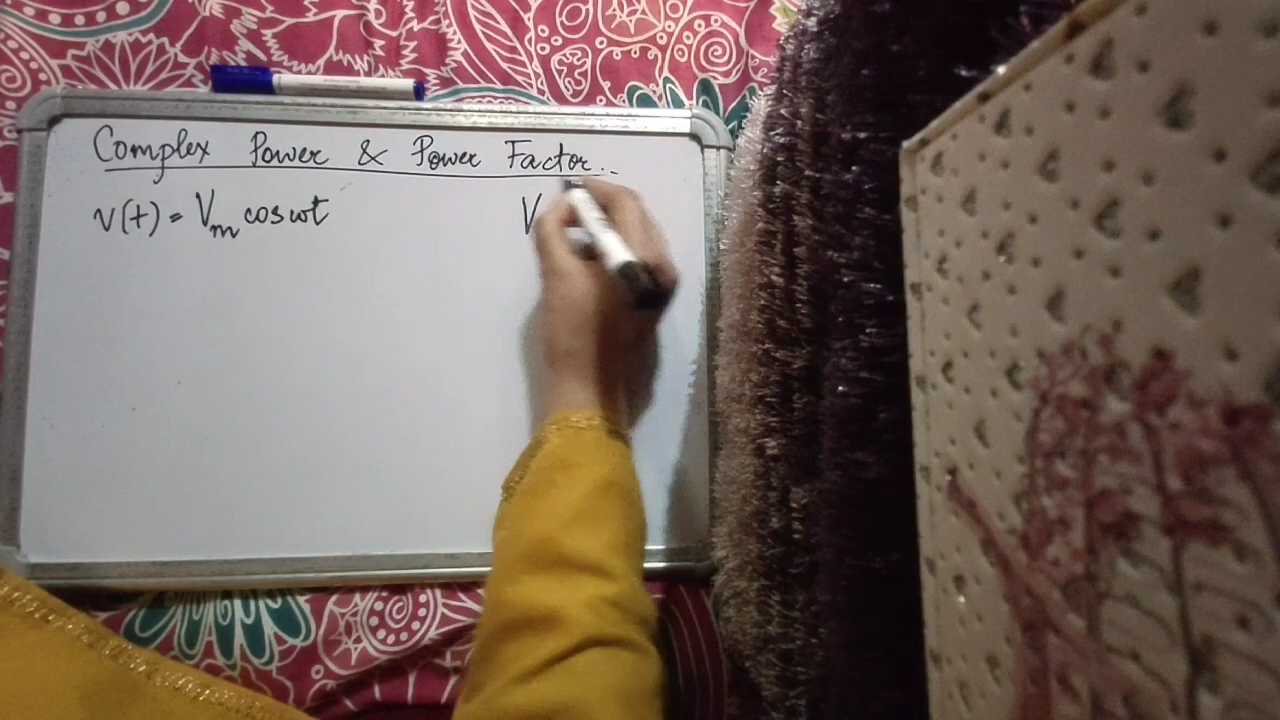 Complex Power & Power Factor..
v(t) = Vm cos ωt V